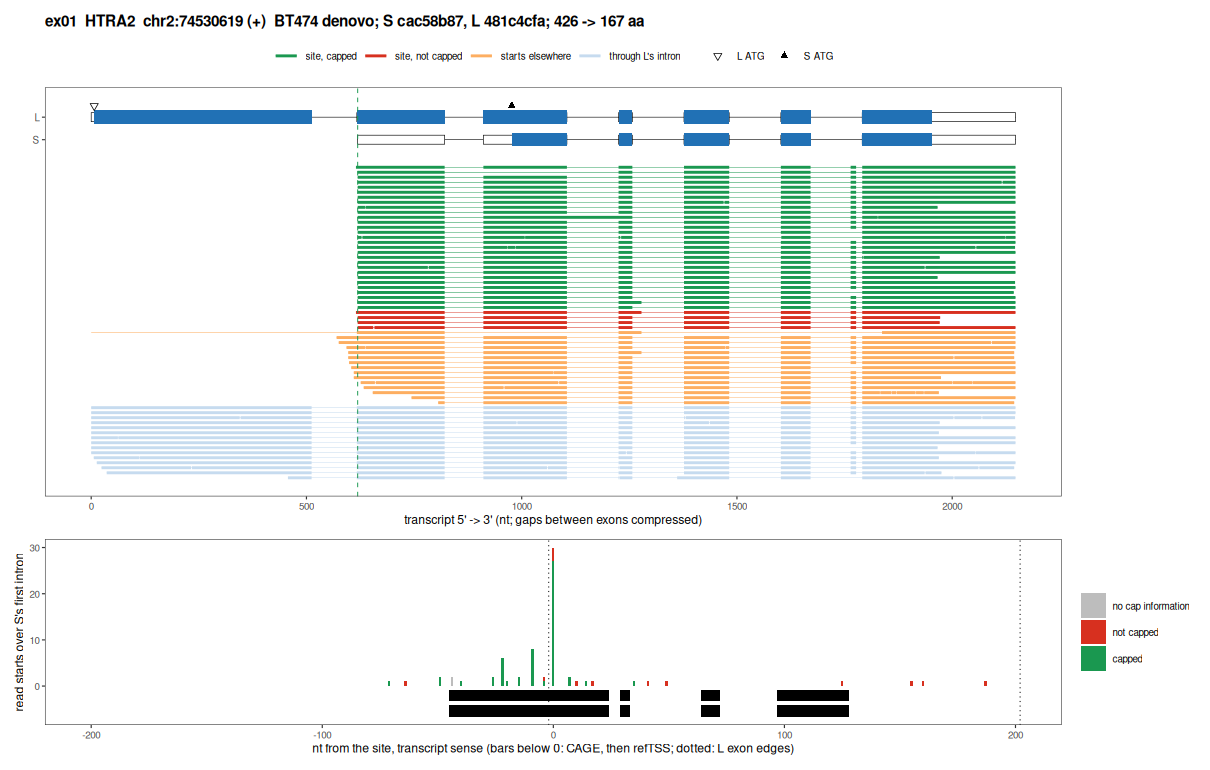 ex01 HTRA2 chr2:74530619 (+) BT474 denovo; S cac58b87, L 481c4cfa; 426 -> 167 aa
site, capped site, not capped starts elsewhere through L's intron L ATG S ATG
L
S
0 500 1000 1500 2000
transcript 5' -> 3' (nt; gaps between exons compressed)
read starts over S's first intron
30
20
10
0
no cap information
not capped
capped
-200 -100 0 100 200
nt from the site, transcript sense (bars below 0: CAGE, then refTSS; dotted: L exon edges)